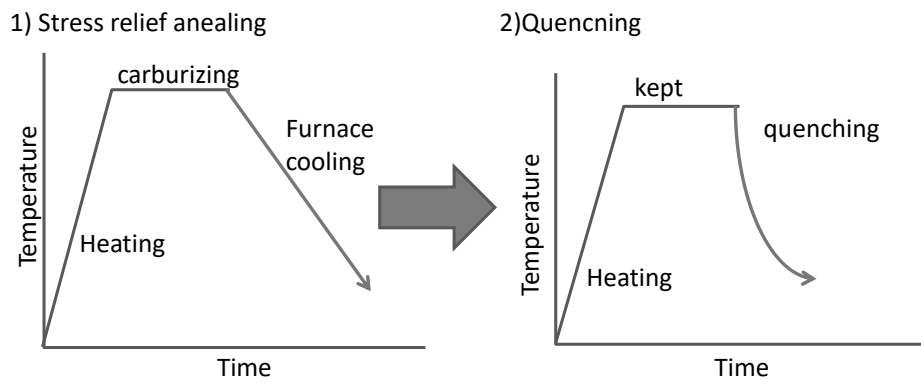 1) Stress relief anealing
carburizing
Furnace
cooling
Heating
Temperature
Time
2)Quencning
kept
quenching
Heating
Temperature
Time